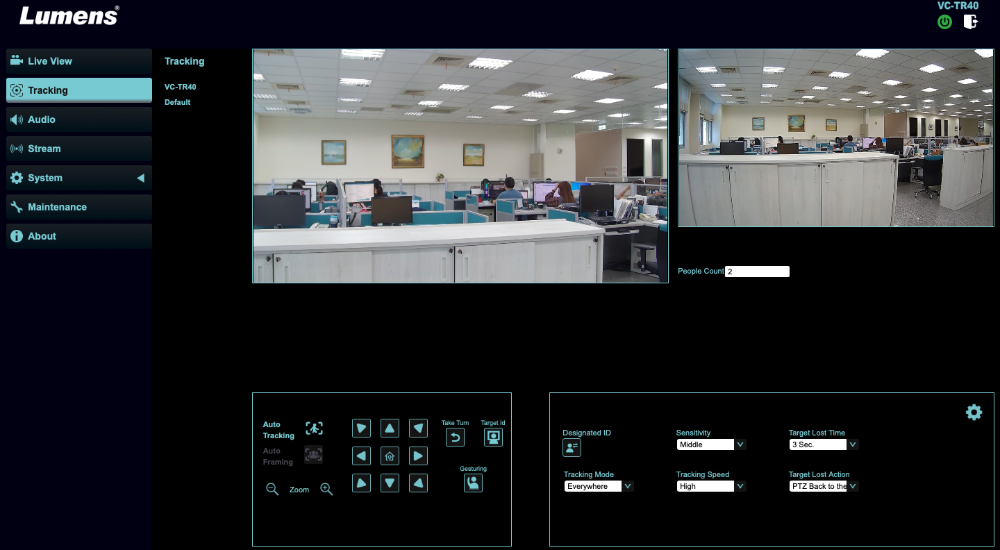 Lumens®
VC-TR40
Live View
Tracking
Audio
Stream
System
Maintenance
About
Tracking
VC-TR40
Default
People Count 2
Auto
Tracking
Auto
Framing
Zoom
Take Turn
Target Id
Gesturing
Designated ID
Sensitivity
Middle
Target Lost Time
3 Sec.
Tracking Mode
Everywhere
Tracking Speed
High
Target Lost Action
PTZ Back to the